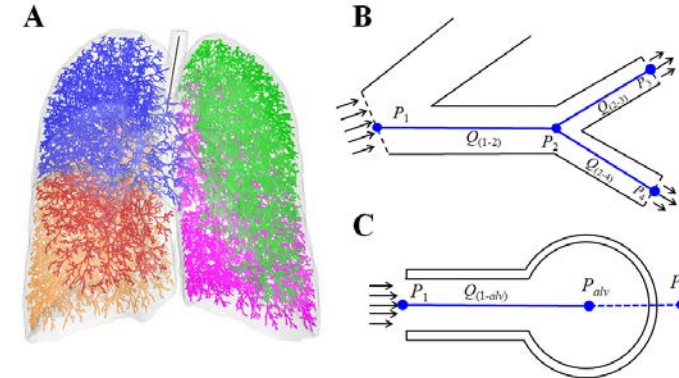 A
B
P1
Q(1-2)
P2
Q(2-3)
P3
Q(2-4)
P4
C
P1
Q(1-alv)
Palv
P